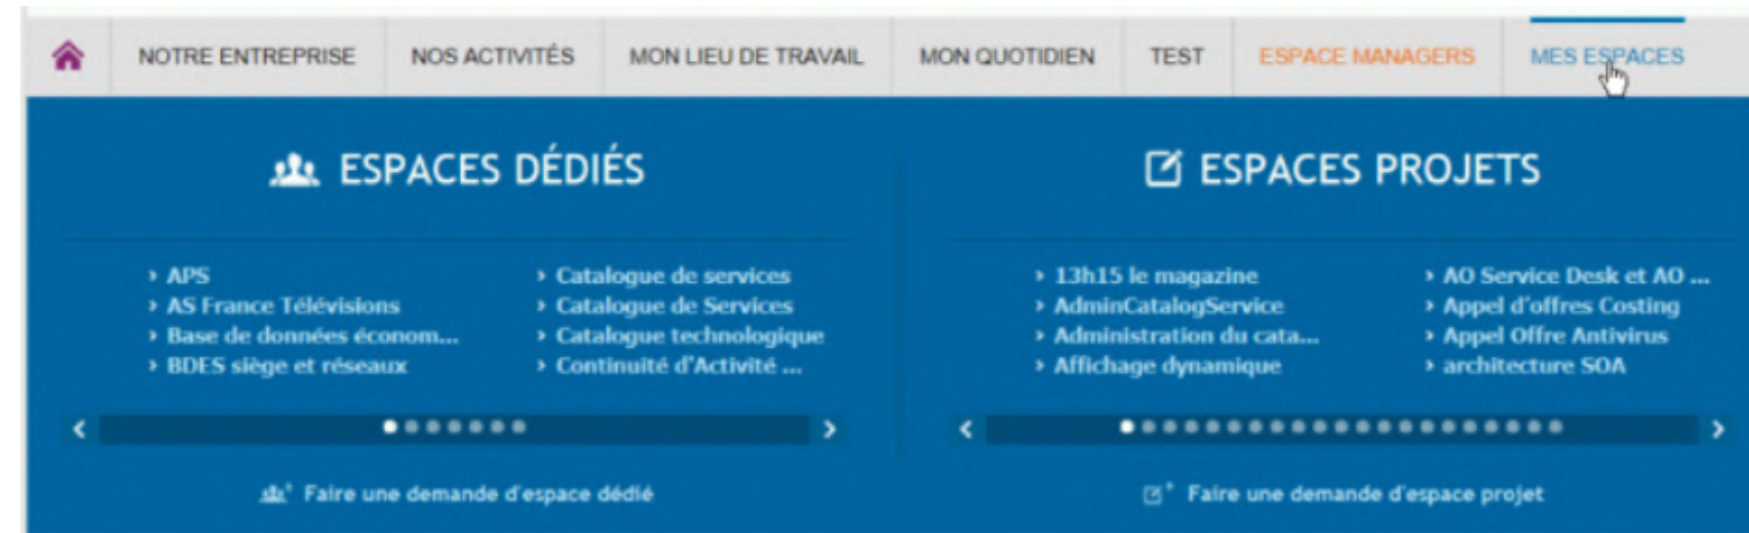 NOTRE ENTREPRISE NOS ACTIVITÉS MON LIEU DE TRAVAIL MON QUOTIDIEN TEST ESPACE MANAGERS MES ESPACES
ESPACES DÉDIÉS
› APS
› AS France Télévisions
› Base de données économ...
› BDES siège et réseaux
› Catalogue de services
› Catalogue de Services
› Catalogue technologique
› Continuité d'Activité ...
Faire une demande d'espace dédié
ESPACES PROJETS
› 13h15 le magazine
› AdminCatalogService
› Administration du cata...
› Affichage dynamique
› AO Service Desk et AO ...
› Appel d'offres Costing
› Appel Offre Antivirus
› architecture SOA
Faire une demande d'espace projet